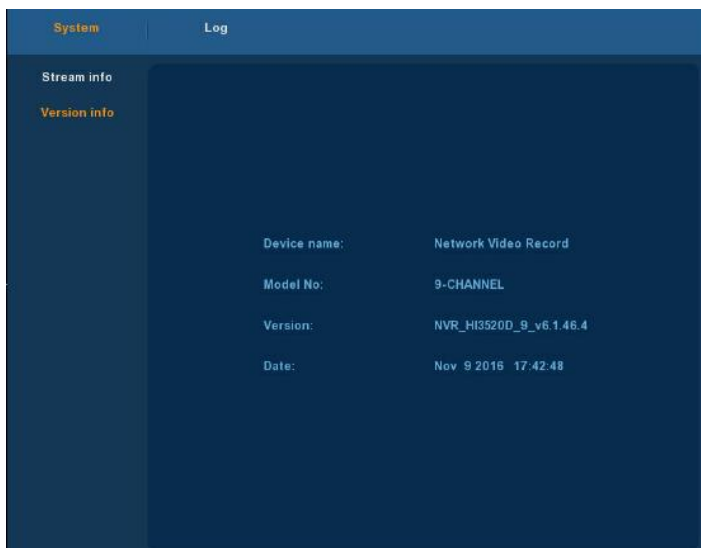 System Log
Stream info
Version info
Device name: Network Video Record
Model No: 9-CHANNEL
Version: NVR_HI3520D_9_v6.1.46.4
Date: Nov 9 2016 17:42:48